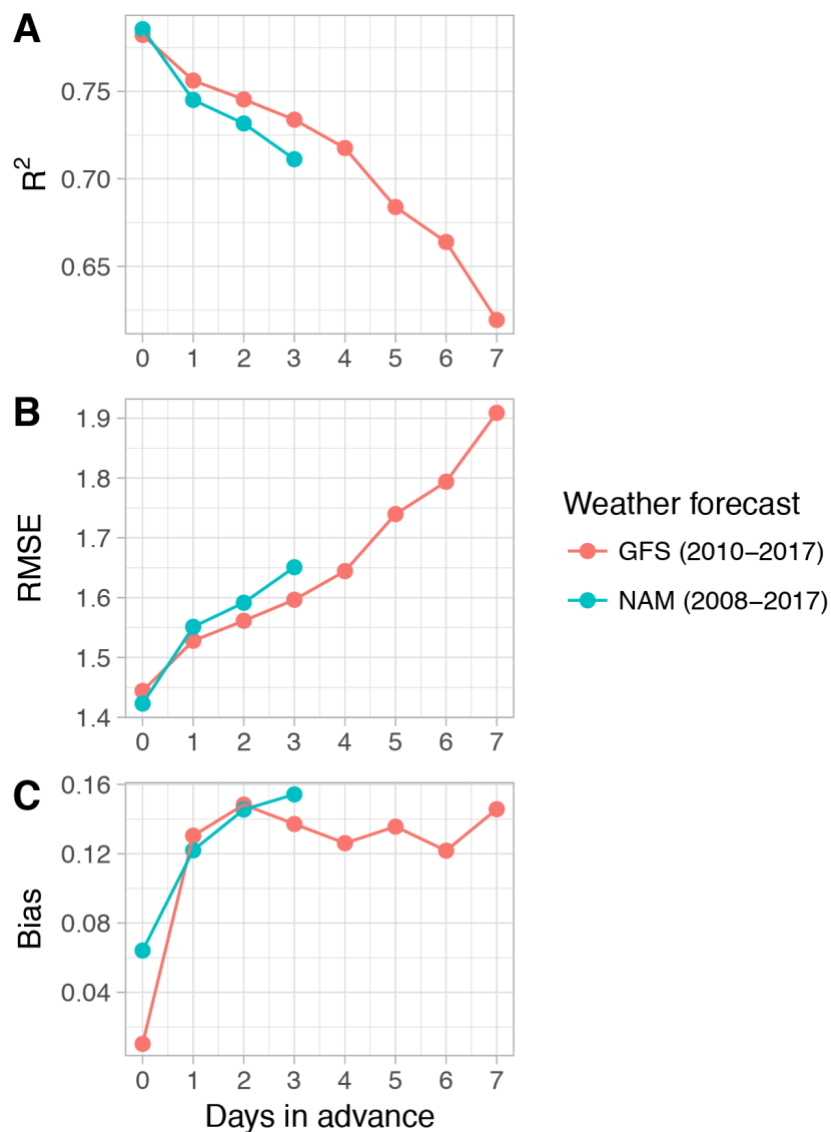 A
0.75
0.70
0.65
R²
0 1 2 3 4 5 6 7
B
1.9
1.8
1.7
1.6
1.5
1.4
RMSE
0 1 2 3 4 5 6 7
Weather forecast
GFS (2010–2017)
NAM (2008–2017)
C
0.16
0.12
0.08
0.04
Bias
0 1 2 3 4 5 6 7
Days in advance